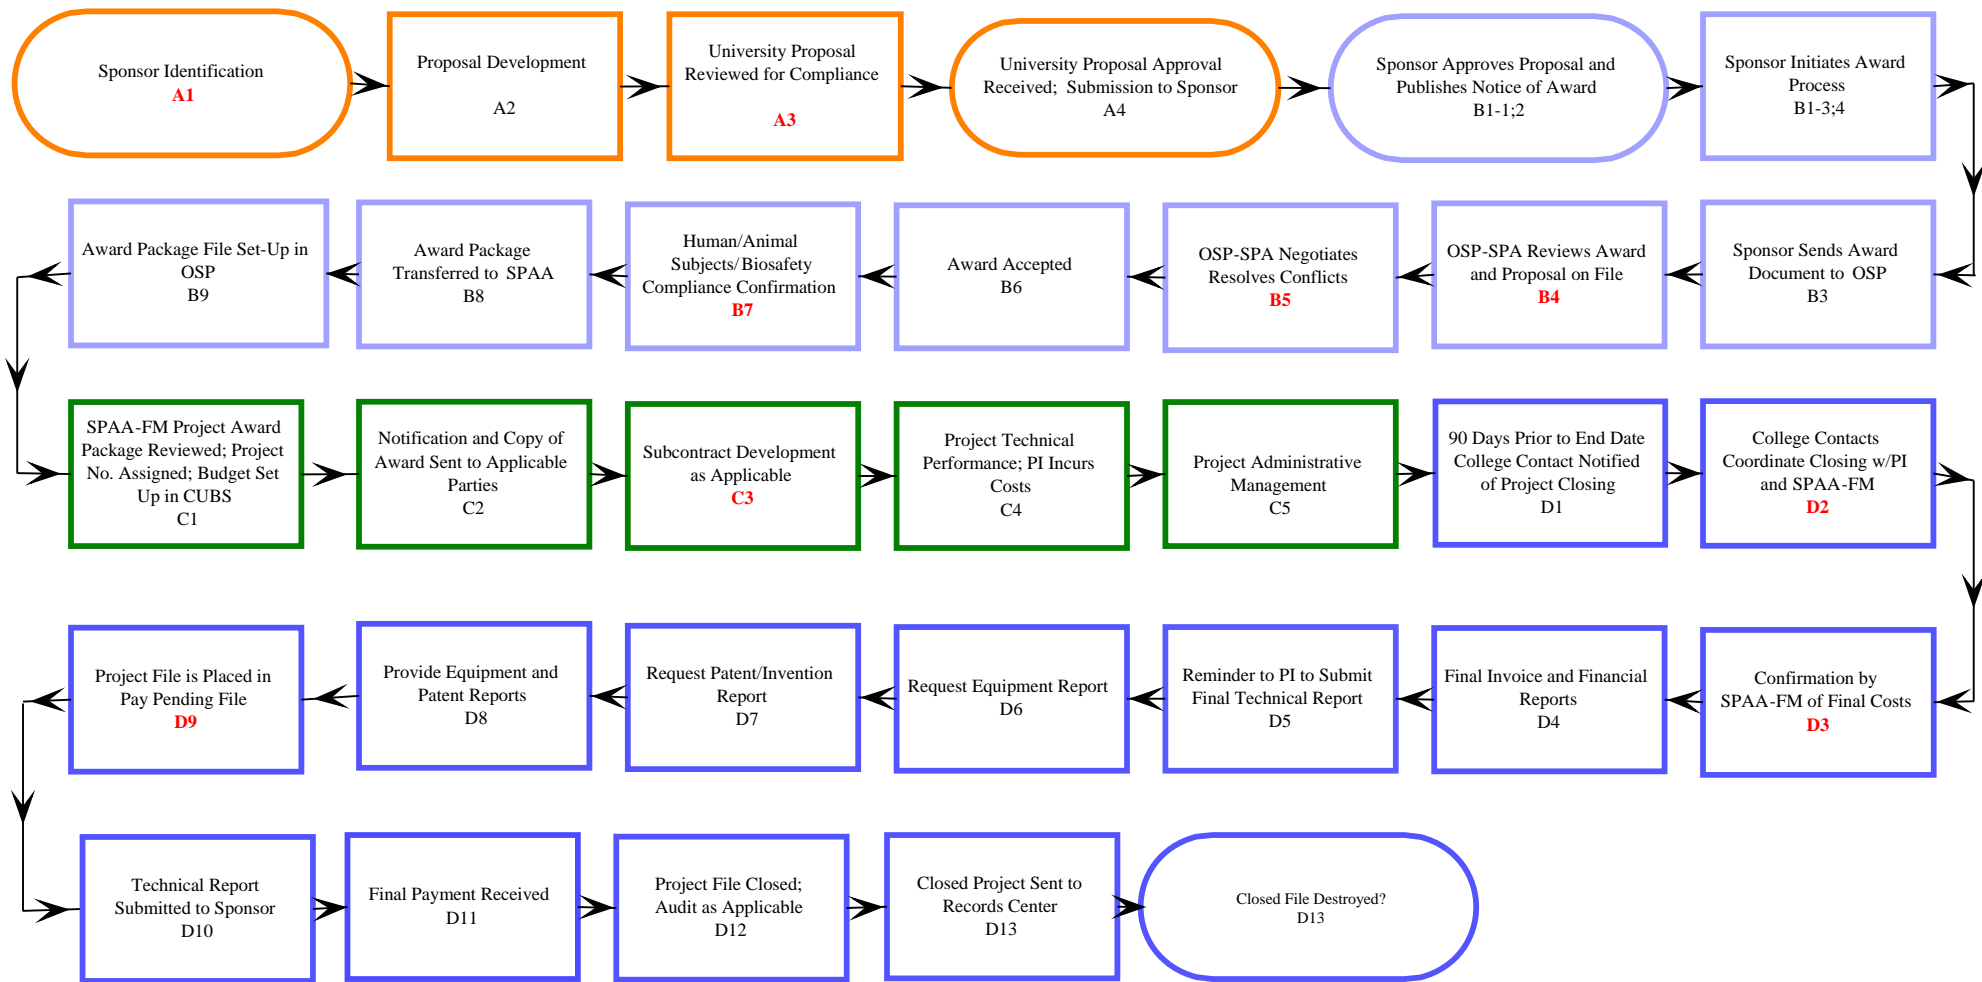 Sponsor Identification
A1
Proposal Development
A2
University Proposal
Reviewed for Compliance
A3
University Proposal Approval
Received;  Submission to Sponsor
A4
Sponsor Approves Proposal and
Publishes Notice of Award
B1-1;2
Sponsor Initiates Award
Process
B1-3;4
Award Package File Set-Up in
OSP
B9
Award Package
Transferred to  SPAA
B8
Human/Animal
Subjects/Biosafety
Compliance Confirmation
B7
Award Accepted
B6
OSP-SPA Negotiates
Resolves Conflicts
B5
OSP-SPA Reviews Award
and Proposal on File
B4
Sponsor Sends Award
Document to  OSP
B3
SPAA-FM Project Award
Package Reviewed; Project
No. Assigned; Budget Set
Up in CUBS
C1
Notification and Copy of
Award Sent to Applicable
Parties
C2
Subcontract Development
as Applicable
C3
Project Technical
Performance; PI Incurs
Costs
C4
Project Administrative
Management
C5
90 Days Prior to End Date
College Contact Notified
of Project Closing
D1
College Contacts
Coordinate Closing w/PI
and SPAA-FM
D2
Project File is Placed in
Pay Pending File
D9
Provide Equipment and
Patent Reports
D8
Request Patent/Invention
Report
D7
Request Equipment Report
D6
Reminder to PI to Submit
Final Technical Report
D5
Final Invoice and Financial
Reports
D4
Confirmation by
SPAA-FM of Final Costs
D3
Technical Report
Submitted to Sponsor
D10
Final Payment Received
D11
Project File Closed;
Audit as Applicable
D12
Closed Project Sent to
Records Center
D13
Closed File Destroyed?
D13